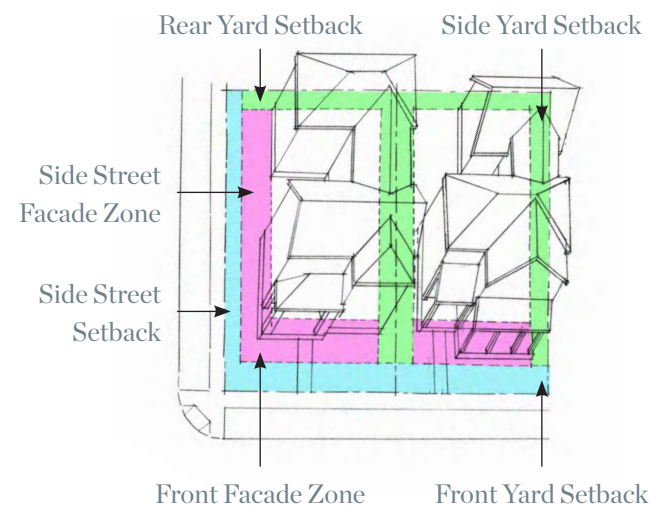 Rear Yard Setback
Side Yard Setback
Side Street
Facade Zone
Side Street
Setback
Front Facade Zone
Front Yard Setback